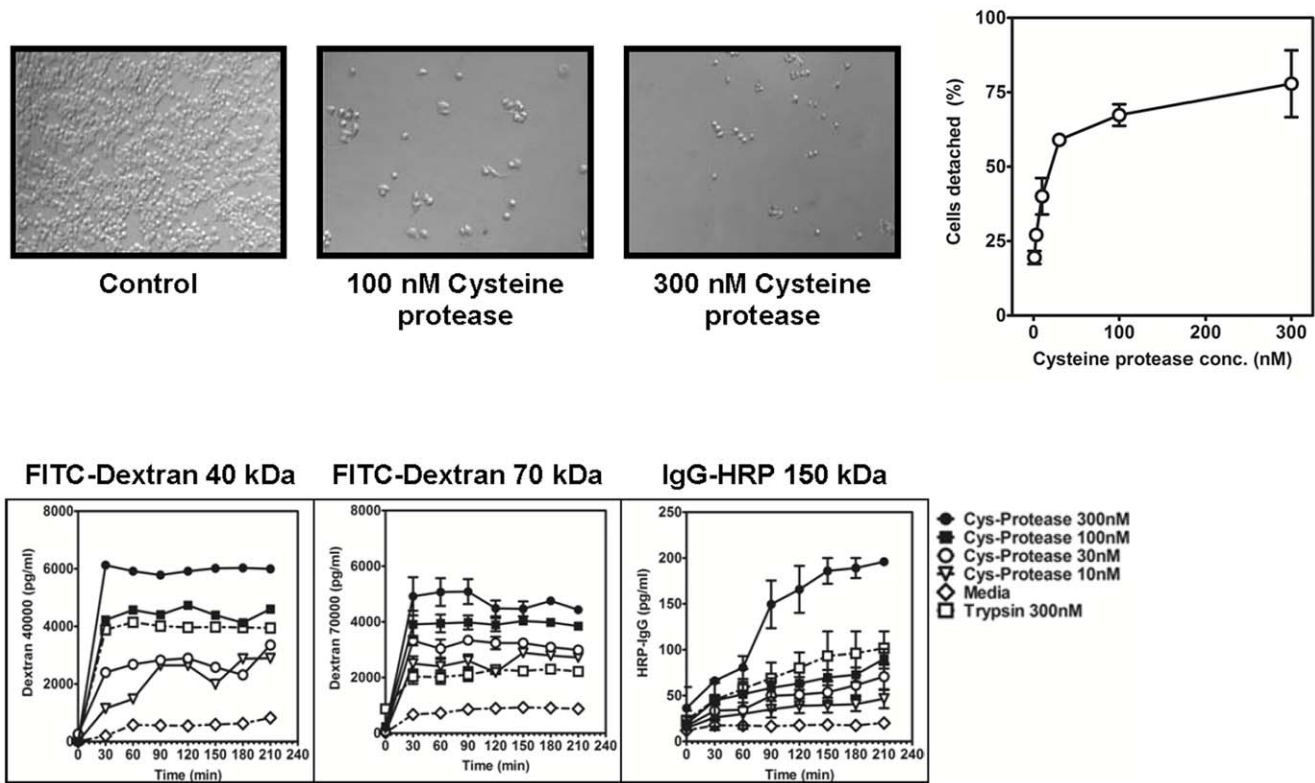 Control
100 nM Cysteine
protease
300 nM Cysteine
protease
100
75
50
25
0
Cells detached (%)
0 100 200 300
Cysteine protease conc. (nM)
FITC-Dextran 40 kDa
8000
6000
4000
2000
0
Dextran 40000 (pg/ml)
0 30 60 90 120 150 180 210 240
Time (min)
FITC-Dextran 70 kDa
8000
6000
4000
2000
0
Dextran 70000 (pg/ml)
0 30 60 90 120 150 180 210 240
Time (min)
IgG-HRP 150 kDa
250
200
150
100
50
0
HRP-IgG (pg/ml)
0 30 60 90 120 150 180 210 240
Time (min)
Cys-Protease 300nM
Cys-Protease 100nM
Cys-Protease 30nM
Cys-Protease 10nM
Media
Trypsin 300nM